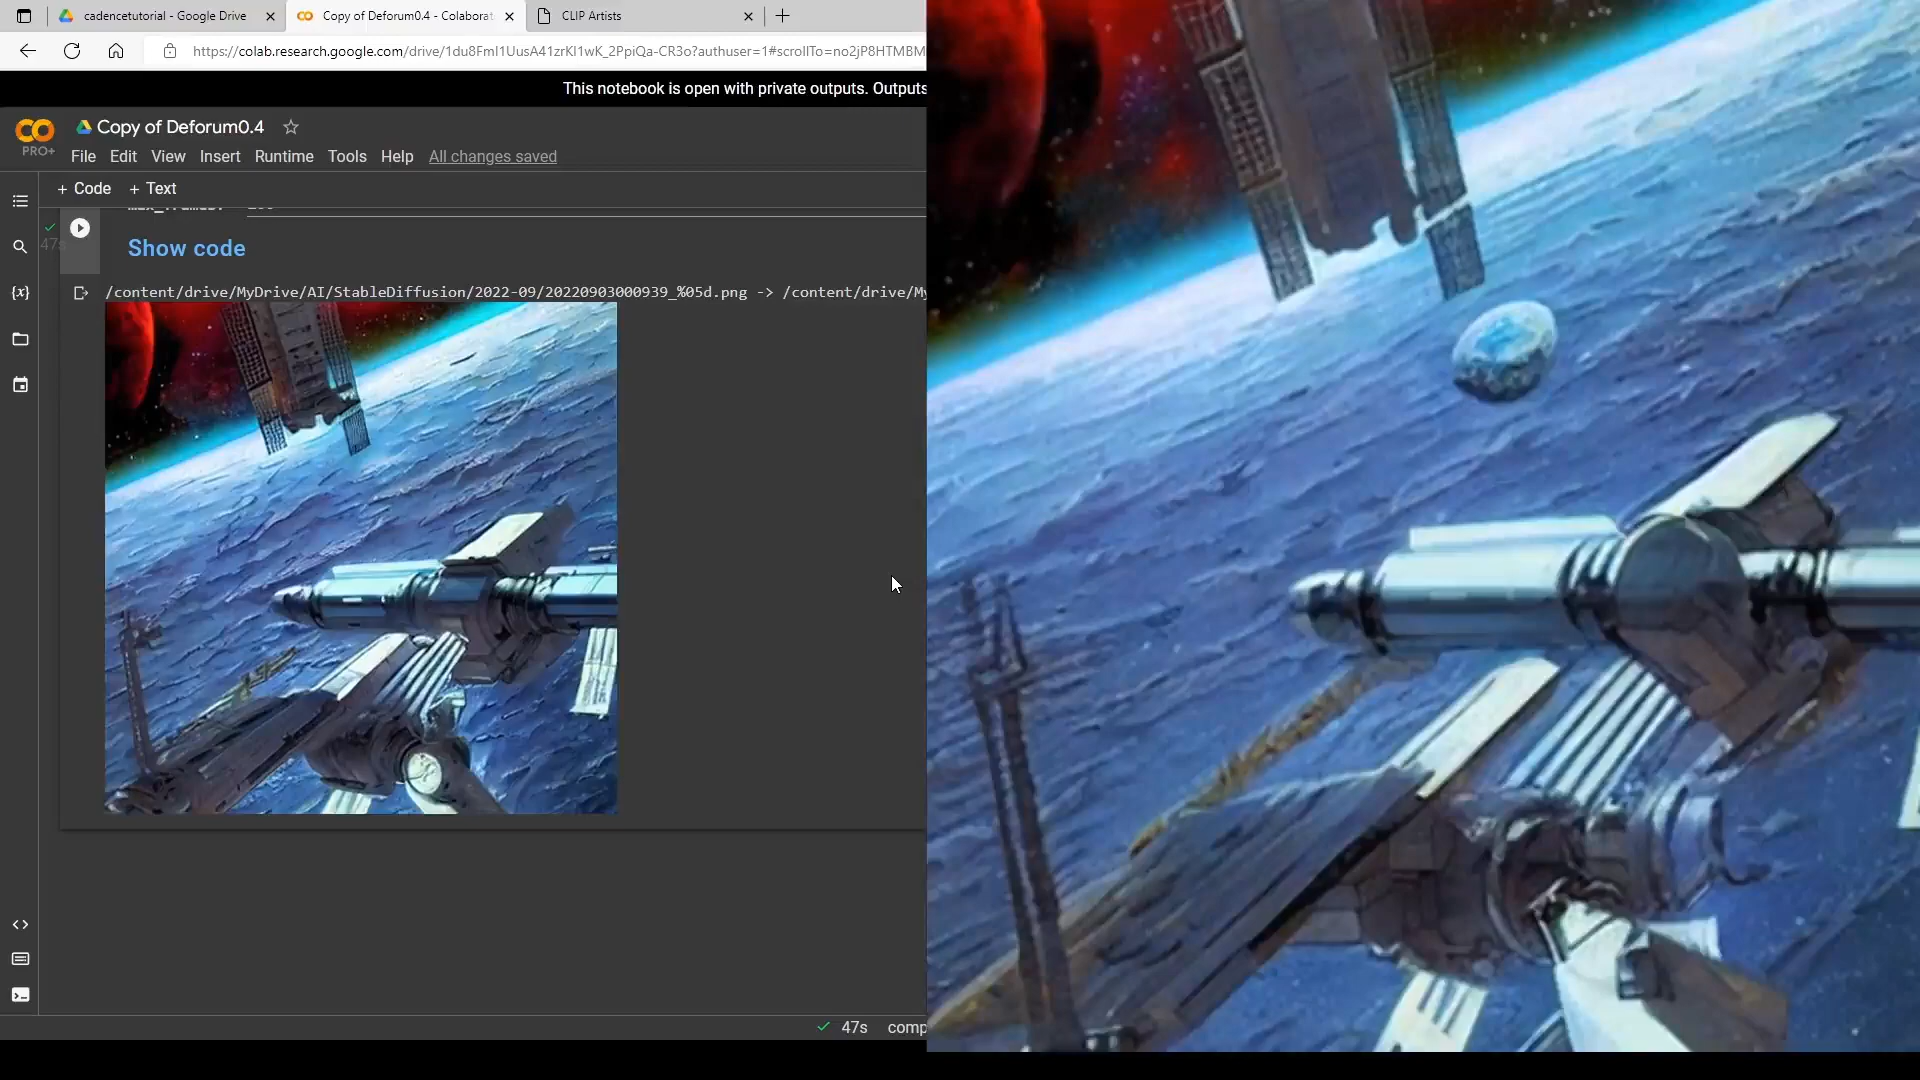 cadencetutorial - Google Drive
Copy of Deforum0.4 - Colaborat
CLIP Artists
https://colab.research.google.com/drive/1du8FmI1UusA41zrKI1wK_2PpiQa-CR3o?authuser=1#scrollTo=no2jP8HTMBM
This notebook is open with private outputs. Outputs
CO
PRO+
Copy of Deforum0.4
File Edit View Insert Runtime Tools Help All changes saved
+ Code + Text
47s
Show code
/content/drive/MyDrive/AI/StableDiffusion/2022-09/20220903000939_%05d.png -> /content/drive/My
{x}
47s comp